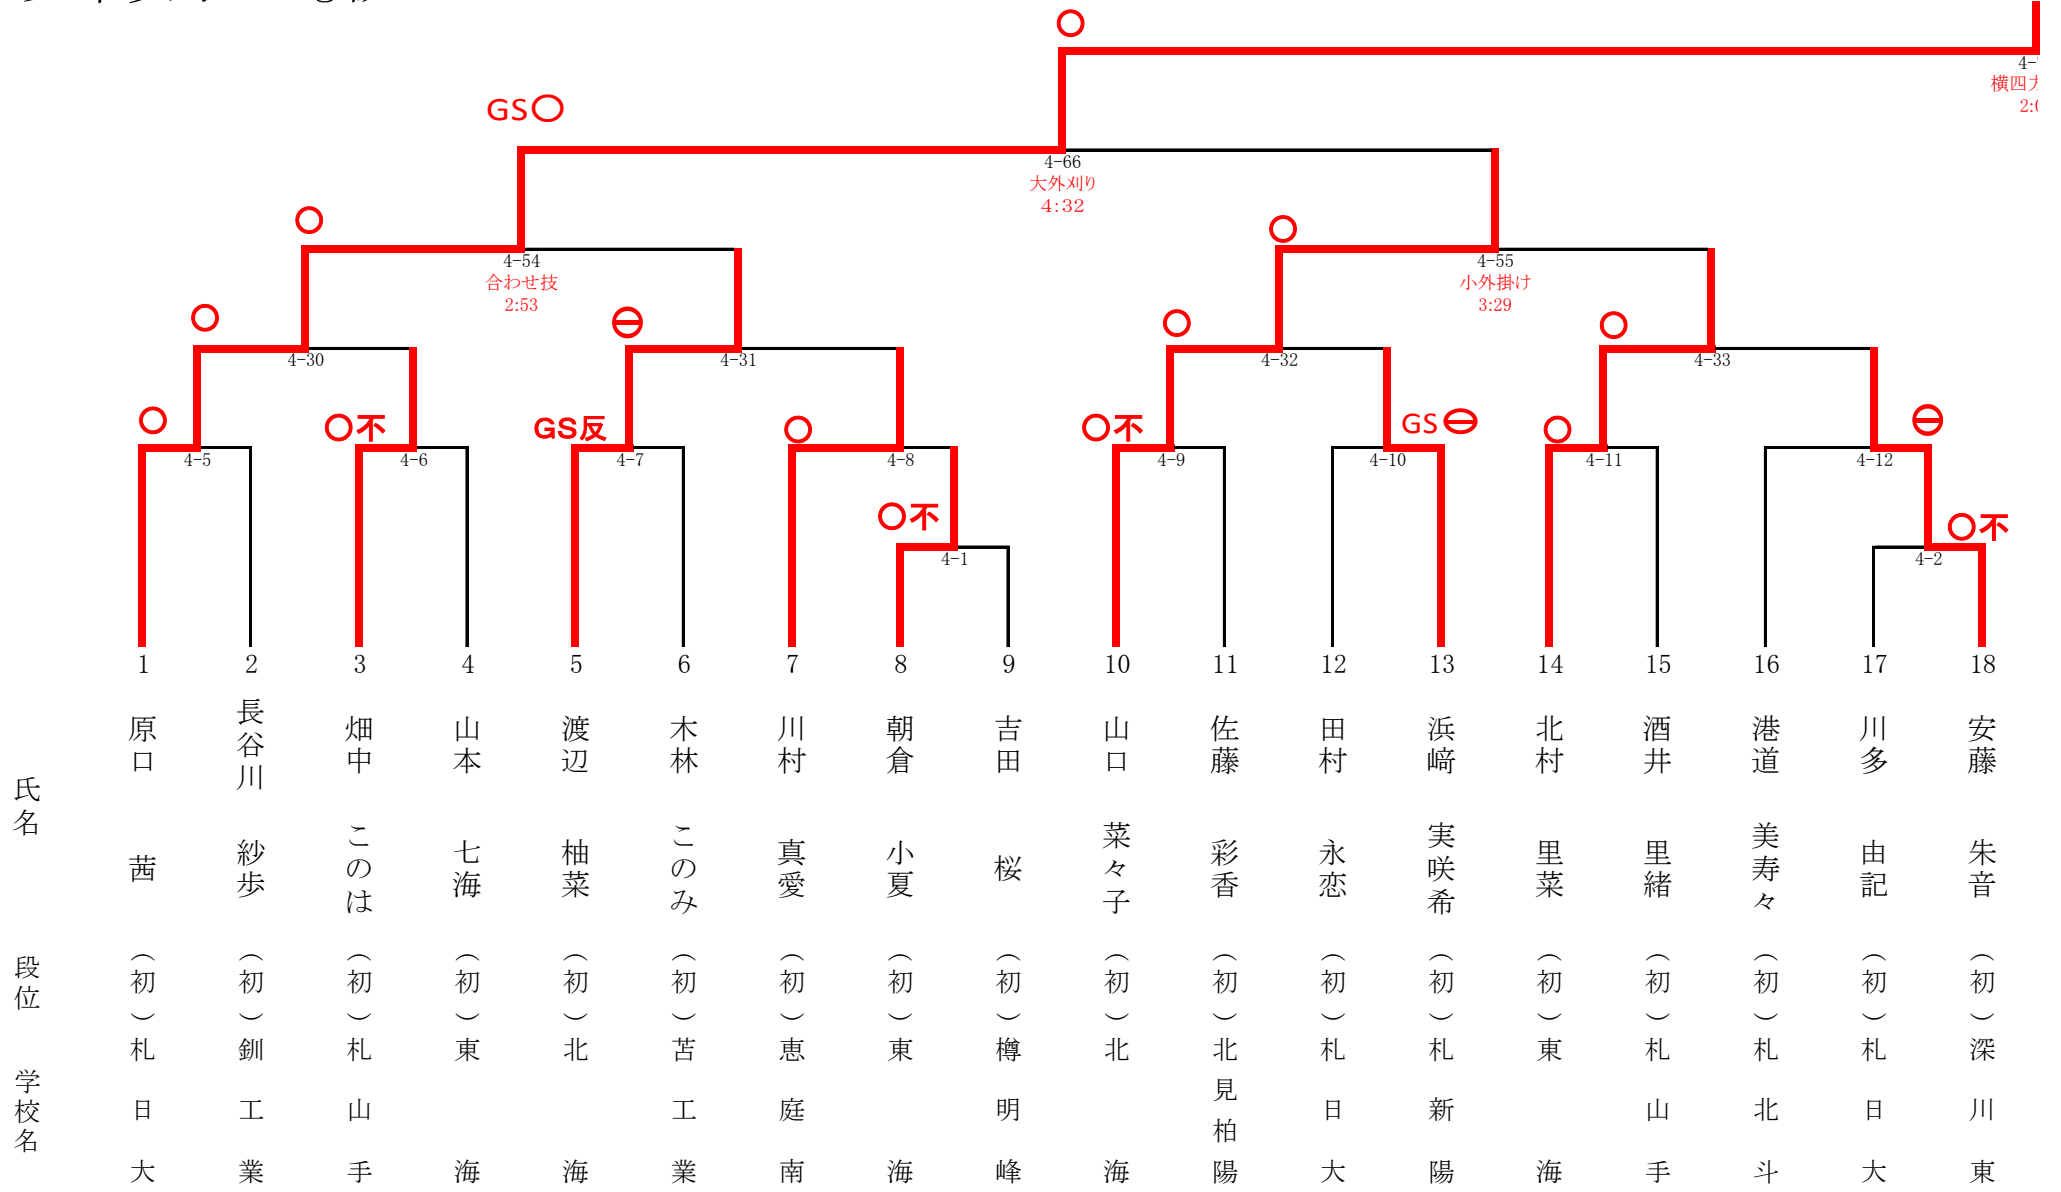 4-66
大外刈り
4:32
GS
4-54
合わせ技
2:53
4-55
小外掛け
3:29
4-30
4-31
4-32
4-33
不
GS反
不
GS
4-5
4-6
4-7
4-8
4-9
4-10
4-11
4-12
不
不
4-1
4-2
1 2 3 4 5 6 7 8 9 10 11 12 13 14 15 16 17 18
氏名
段位
学校名
原口 茜 (初) 札日大
長谷川 紗歩 (初) 釧工業
畑中 このは (初) 札山手
山本 七海 (初) 東海
渡辺 柚菜 (初) 北海
木林 このみ (初) 苫工業
川村 真愛 (初) 恵庭南
朝倉 小夏 (初) 東海
吉田 桜 (初) 樽明峰
山口 菜々子 (初) 北海
佐藤 彩香 (初) 北見柏陽
田村 永恋 (初) 札日大
浜﨑 実咲希 (初) 札新陽
北村 里菜 (初) 東海
酒井 里緒 (初) 札山手
港道 美寿々 (初) 札北斗
川多 由記 (初) 札日大
安藤 朱音 (初) 深川東